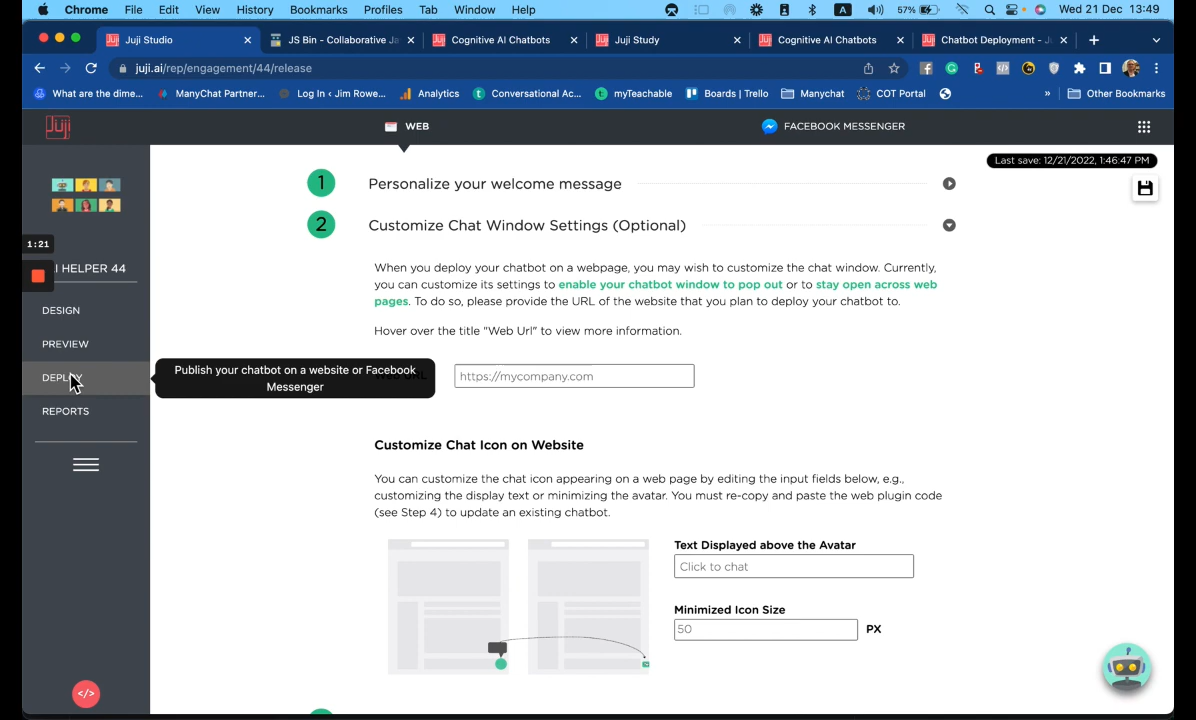 Chrome File Edit View History Bookmarks Profiles Tab Window Help A 57% Wed 21 Dec 13:49
Juji Studio JS Bin - Collaborative Ja Cognitive AI Chatbots Juji Study Cognitive AI Chatbots Chatbot Deployment - J
juji.ai/rep/engagement/44/release
What are the dime... ManyChat Partner... Log In ‹ Jim Rowe... Analytics Conversational Ac... myTeachable Boards | Trello Manychat COT Portal » Other Bookmarks
Juji WEB FACEBOOK MESSENGER
Last save: 12/21/2022, 1:46:47 PM
1 Personalize your welcome message
2 Customize Chat Window Settings (Optional)
1:21
I HELPER 44
DESIGN
PREVIEW
DEPLOY
REPORTS
</>
When you deploy your chatbot on a webpage, you may wish to customize the chat window. Currently,
you can customize its settings to enable your chatbot window to pop out or to stay open across web
pages. To do so, please provide the URL of the website that you plan to deploy your chatbot to.
Hover over the title "Web Url" to view more information.
Publish your chatbot on a website or Facebook
Messenger
https://mycompany.com
Customize Chat Icon on Website
You can customize the chat icon appearing on a web page by editing the input fields below, e.g.,
customizing the display text or minimizing the avatar. You must re-copy and paste the web plugin code
(see Step 4) to update an existing chatbot.
Text Displayed above the Avatar
Click to chat
Minimized Icon Size
50 PX